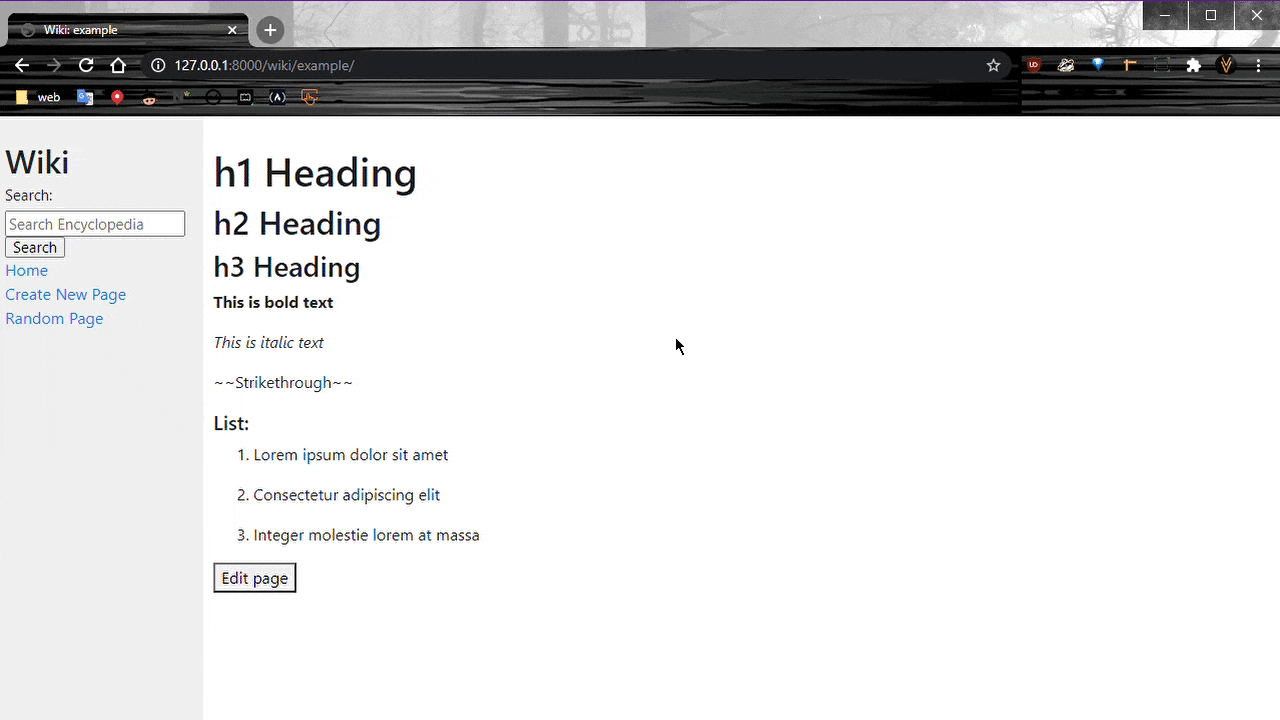 Wiki: example
127.0.0.1:8000/wiki/example/
web
Wiki
Search:
Search Encyclopedia
Search
Home
Create New Page
Random Page
h1 Heading
h2 Heading
h3 Heading
This is bold text
This is italic text
~~Strikethrough~~
List:
1. Lorem ipsum dolor sit amet
2. Consectetur adipiscing elit
3. Integer molestie lorem at massa
Edit page